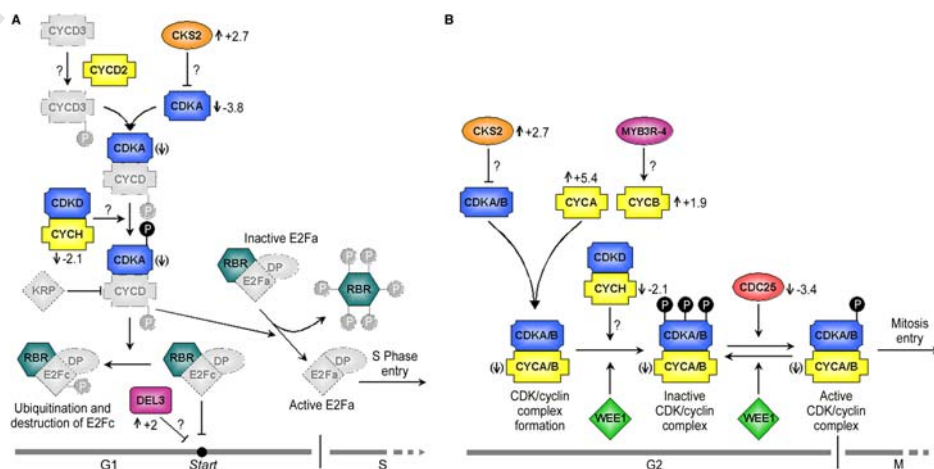 A
CYCD3
CKS2
+2.7
?
CYCD2
?
CYCD3
P
CDKA
-3.8
CDKA
(↓)
CYCD
P
CDKD
CYCH
?
-2.1
P
CDKA
(↓)
CYCD
P
KRP
Inactive E2Fa
RBR
DP
E2Fa
P
P
P
RBR
P
P
P
RBR
DP
E2Fc
P
RBR
DP
E2Fc
DP
E2Fa
S Phase
entry
Active E2Fa
Ubiquitination and
destruction of E2Fc
DEL3
+2
?
G1
Start
S
B
CKS2
+2.7
?
MYB3R-4
?
CDKA/B
+5.4
CYCA
CYCB
+1.9
CDKD
CYCH
-2.1
?
CDC25
-3.4
CDKA/B
CYCA/B
(↓)
CDK/cyclin
complex
formation
WEE1
P
P
P
CDKA/B
CYCA/B
(↓)
Inactive
CDK/cyclin
complex
WEE1
P
CDKA/B
CYCA/B
(↓)
Active
CDK/cyclin
complex
Mitosis
entry
G2
M